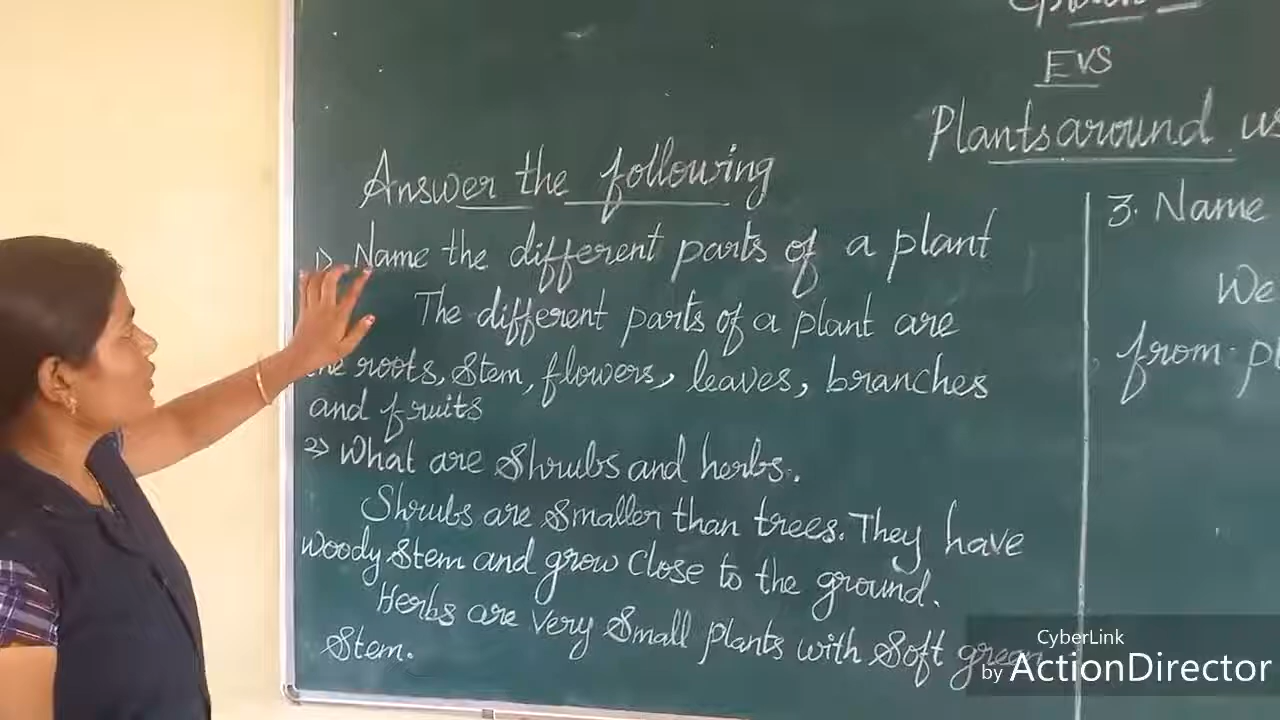 EVS
Plants around us
Answer the following
1> Name the different parts of a plant
The different parts of a plant are
the roots, Stem, flowers, leaves, branches
and fruits
2> What are Shrubs and herbs.
Shrubs are Smaller than trees. They have
Woody Stem and grow Close to the ground.
Herbs are Very Small Plants with Soft green
Stem.
3. Name
We
from
CyberLink
by ActionDirector